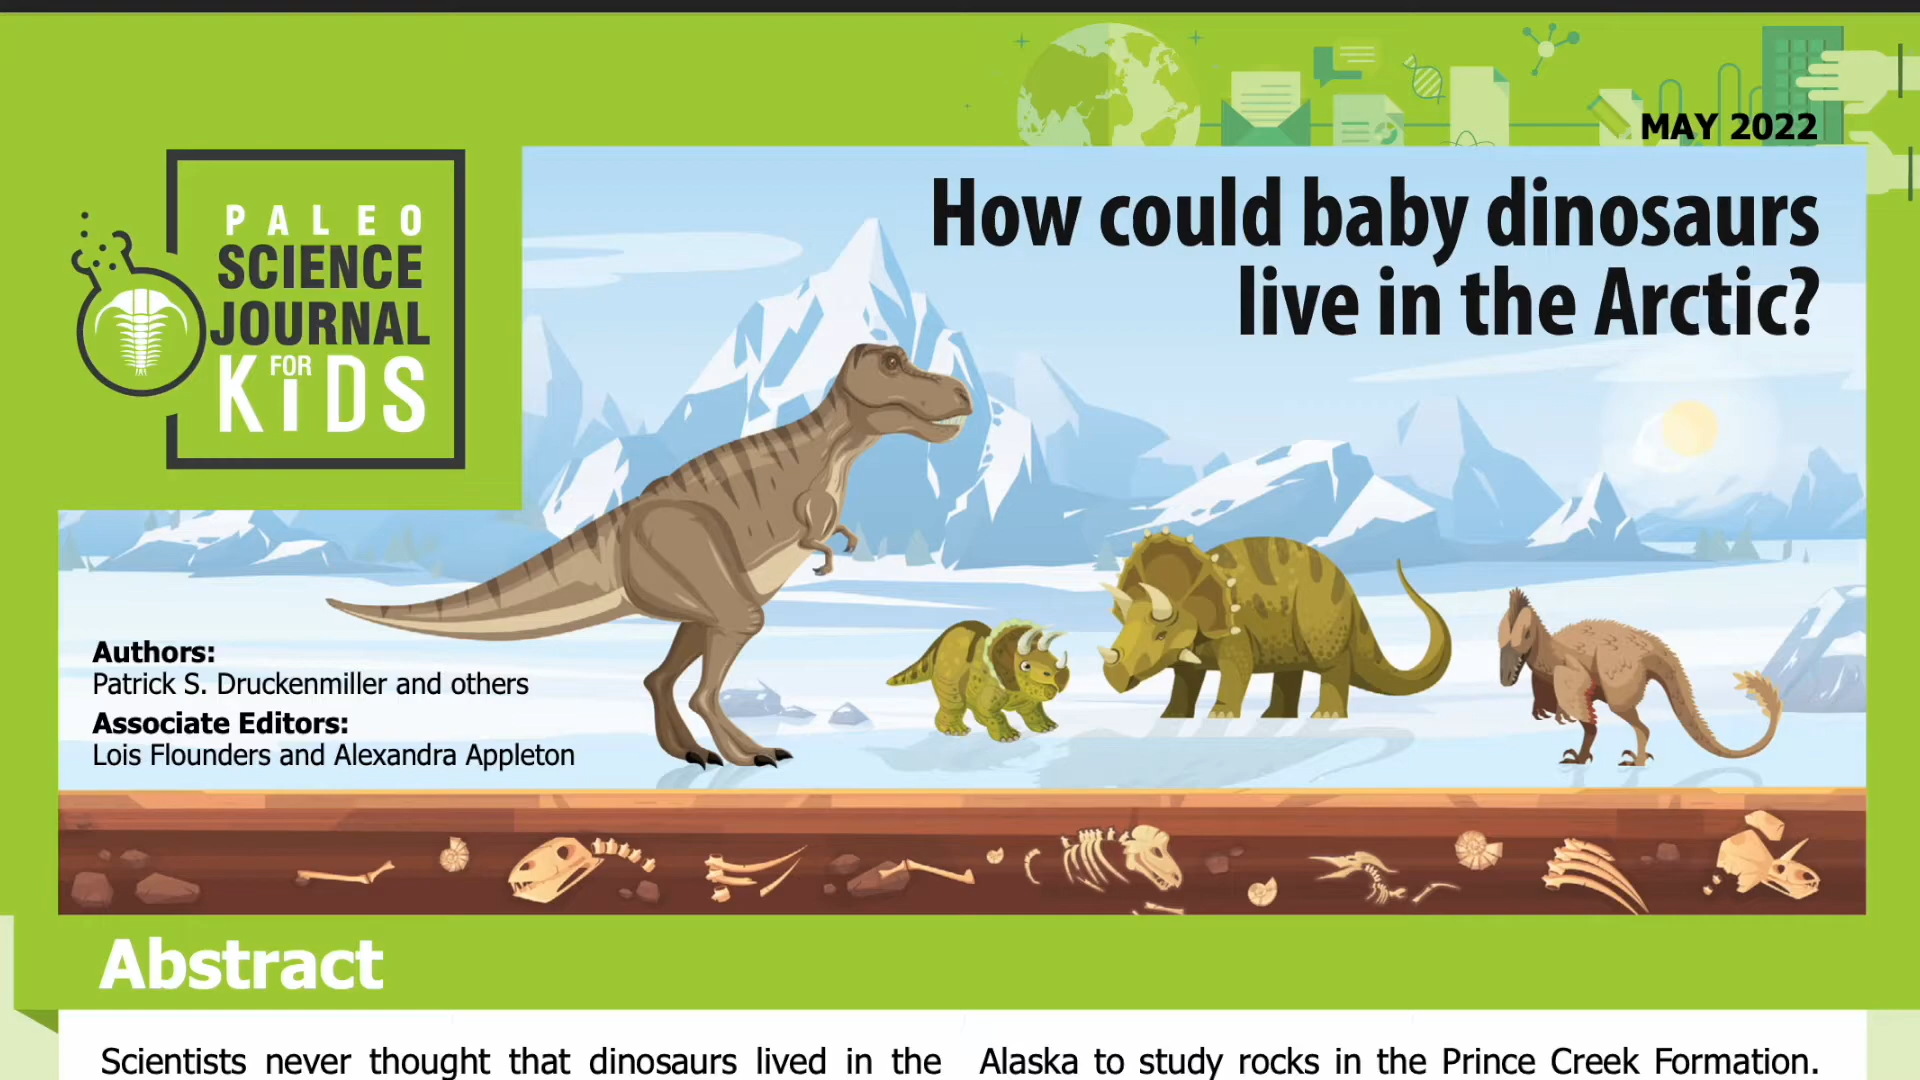 MAY 2022
PALEO
SCIENCE
JOURNAL
FOR
KiDS
How could baby dinosaurs
live in the Arctic?
Authors:
Patrick S. Druckenmiller and others
Associate Editors:
Lois Flounders and Alexandra Appleton
Abstract
Scientists never thought that dinosaurs lived in the
Alaska to study rocks in the Prince Creek Formation.